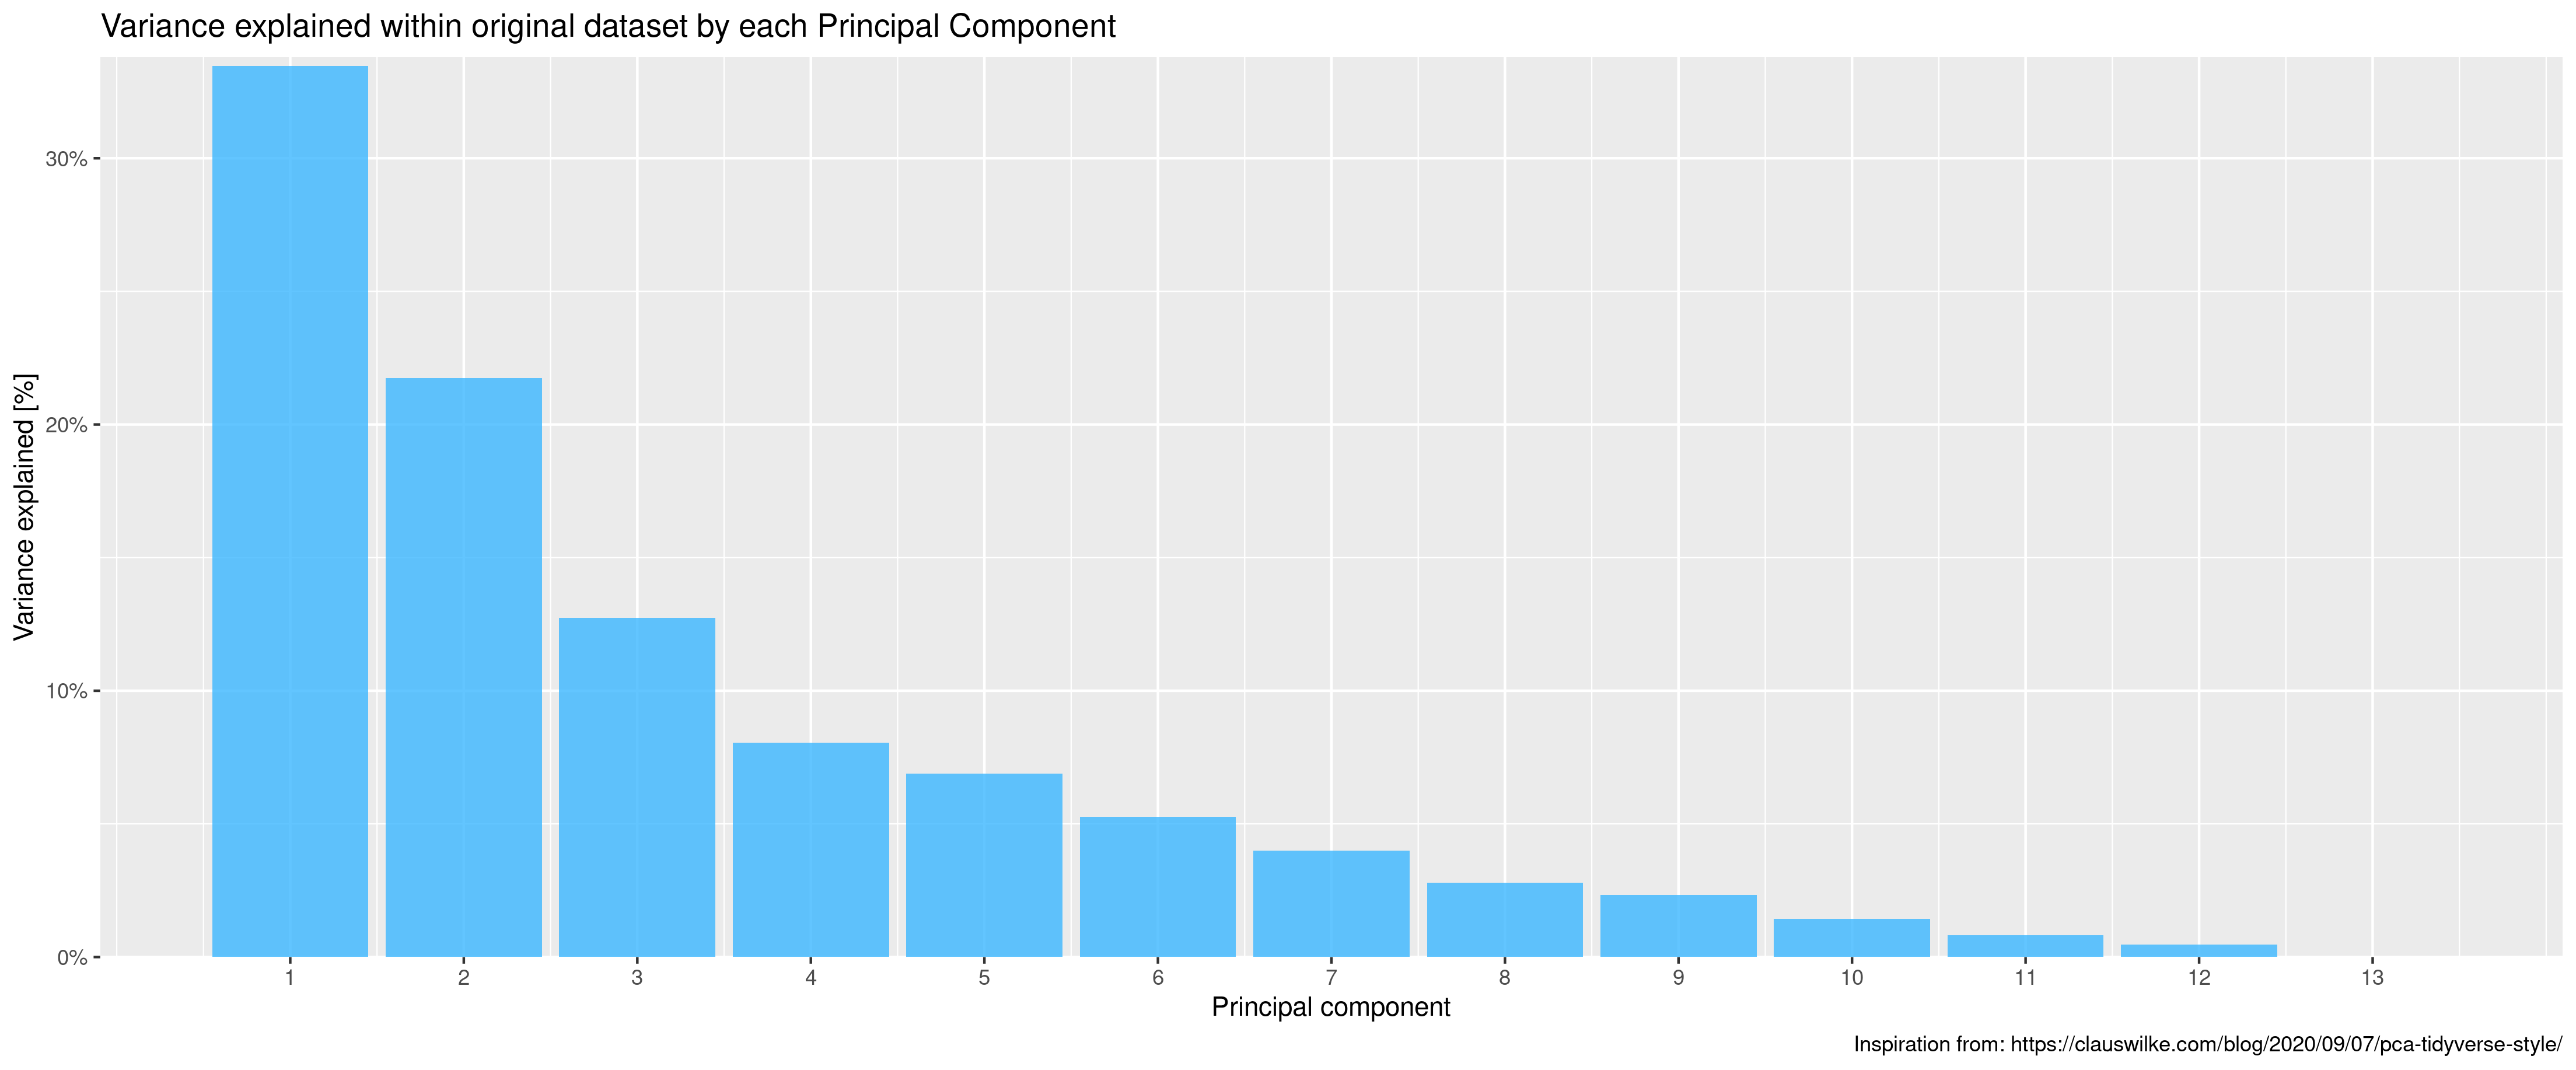 Variance explained within original dataset by each Principal Component
Variance explained [%]
30%
20%
10%
0%
1 2 3 4 5 6 7 8 9 10 11 12 13
Principal component
Inspiration from: https://clauswilke.com/blog/2020/09/07/pca-tidyverse-style/